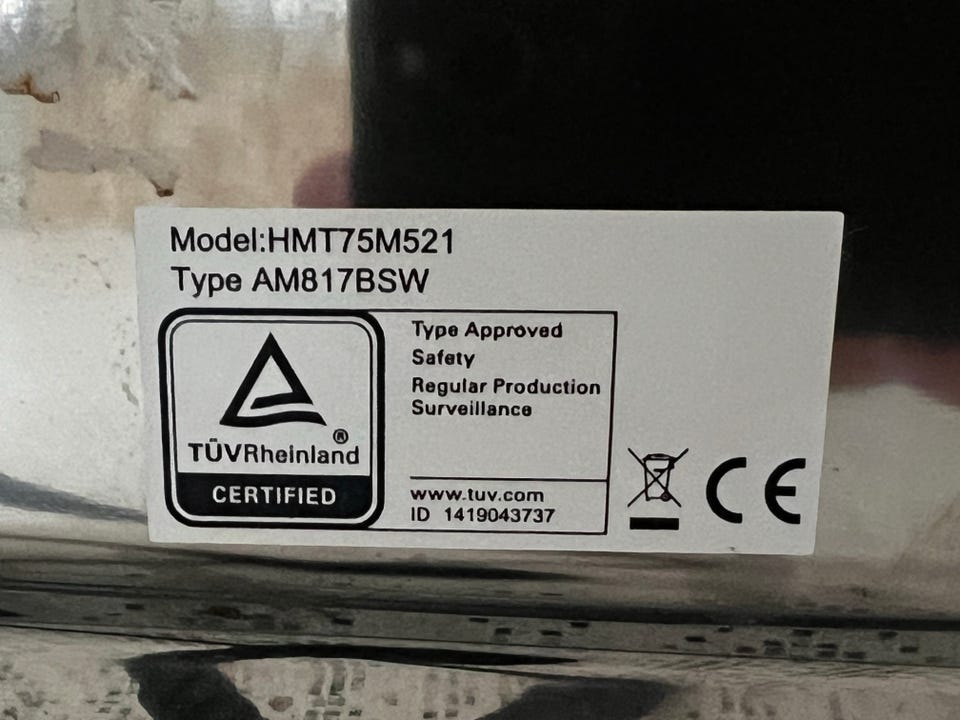 Model:HMT75M521
Type AM817BSW
Type Approved
Safety
Regular Production
Surveillance
TÜVRheinland®
CERTIFIED
www.tuv.com
ID 1419043737
CE